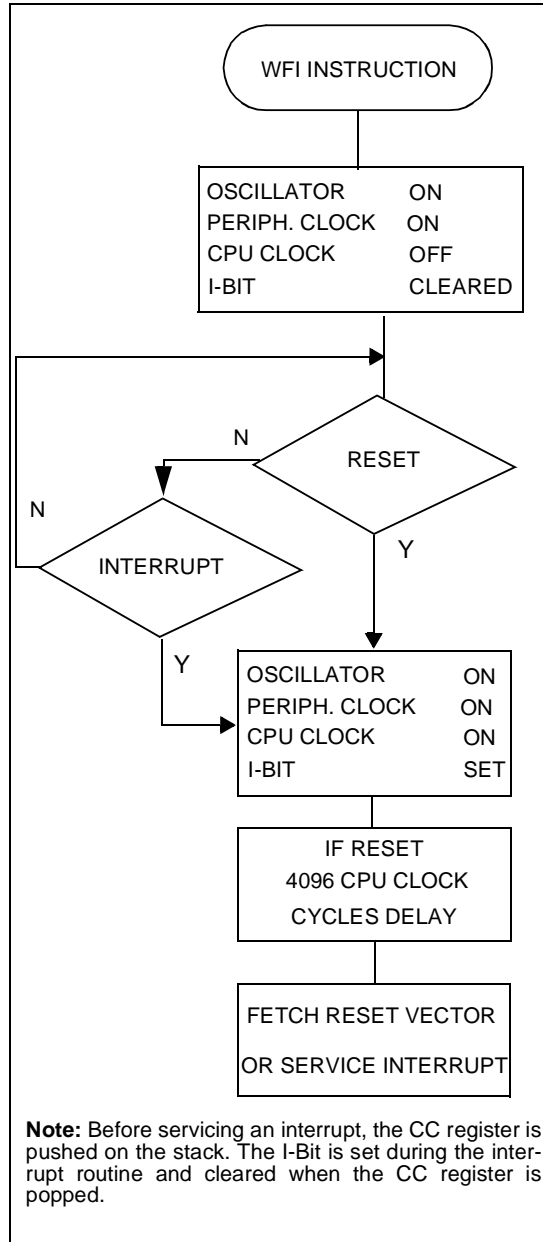 WFI INSTRUCTION
OSCILLATOR ON
PERIPH. CLOCK ON
CPU CLOCK OFF
I-BIT CLEARED
N
RESET
N
INTERRUPT
Y
Y
OSCILLATOR ON
PERIPH. CLOCK ON
CPU CLOCK ON
I-BIT SET
IF RESET
4096 CPU CLOCK
CYCLES DELAY
FETCH RESET VECTOR
OR SERVICE INTERRUPT
Note: Before servicing an interrupt, the CC register is
pushed on the stack. The I-Bit is set during the inter-
rupt routine and cleared when the CC register is
popped.